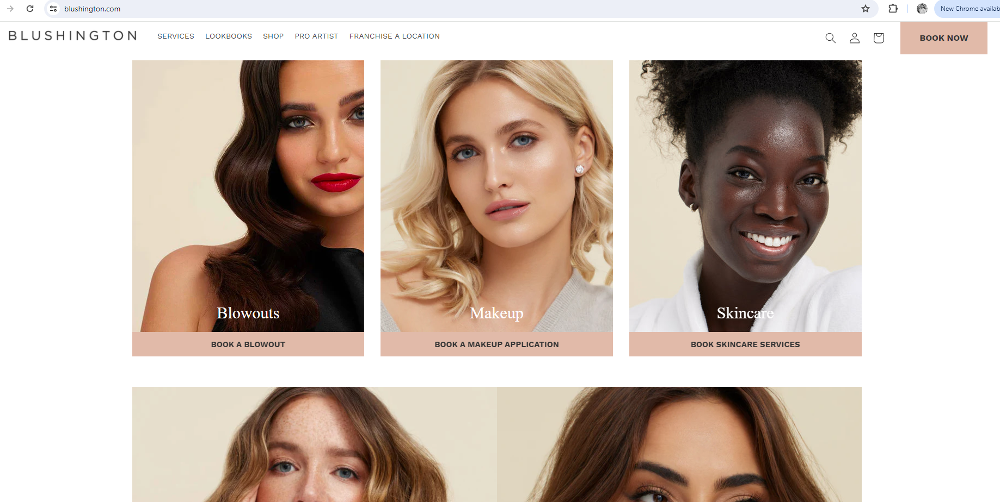 blushington.com
New Chrome availab
BLUSHINGTON
SERVICES LOOKBOOKS SHOP PRO ARTIST FRANCHISE A LOCATION
BOOK NOW
Blowouts
BOOK A BLOWOUT
Makeup
BOOK A MAKEUP APPLICATION
Skincare
BOOK SKINCARE SERVICES